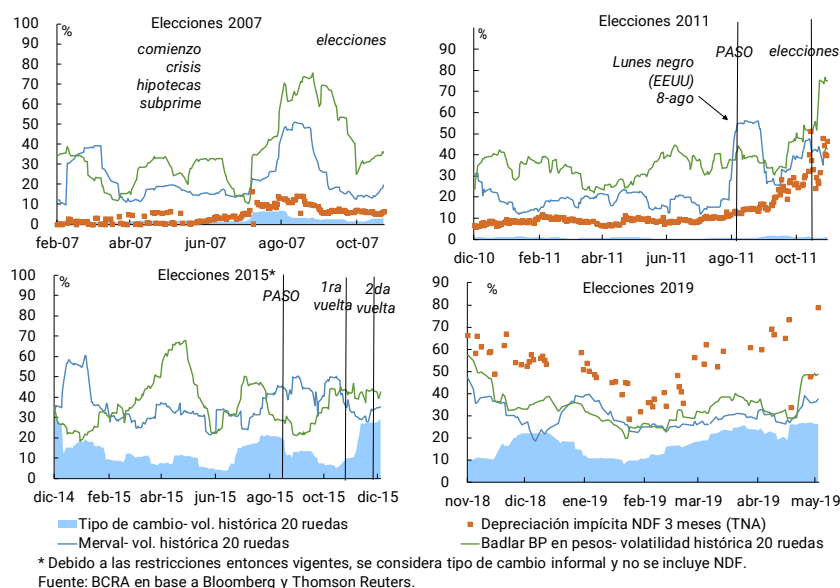 Elecciones 2007
100
90
80
70
60
50
40
30
20
10
0
%
comienzo
crisis
hipotecas
subprime
elecciones
feb-07
abr-07
jun-07
ago-07
oct-07
Elecciones 2011
100
90
80
70
60
50
40
30
20
10
0
%
Lunes negro
(EEUU)
8-ago
PASO
elecciones
dic-10
feb-11
abr-11
jun-11
ago-11
oct-11
Elecciones 2015*
100
90
80
70
60
50
40
30
20
10
0
%
PASO
1ra
vuelta
2da
vuelta
dic-14
feb-15
abr-15
jun-15
ago-15
oct-15
dic-15
Elecciones 2019
90
80
70
60
50
40
30
20
10
0
%
nov-18
dic-18
ene-19
feb-19
mar-19
abr-19
may-19
Tipo de cambio- vol. histórica 20 ruedas
Depreciación impícita NDF 3 meses (TNA)
Merval- vol. histórica 20 ruedas
Badlar BP en pesos- volatilidad histórica 20 ruedas
* Debido a las restricciones entonces vigentes, se considera tipo de cambio informal y no se incluye NDF.
Fuente: BCRA en base a Bloomberg y Thomson Reuters.